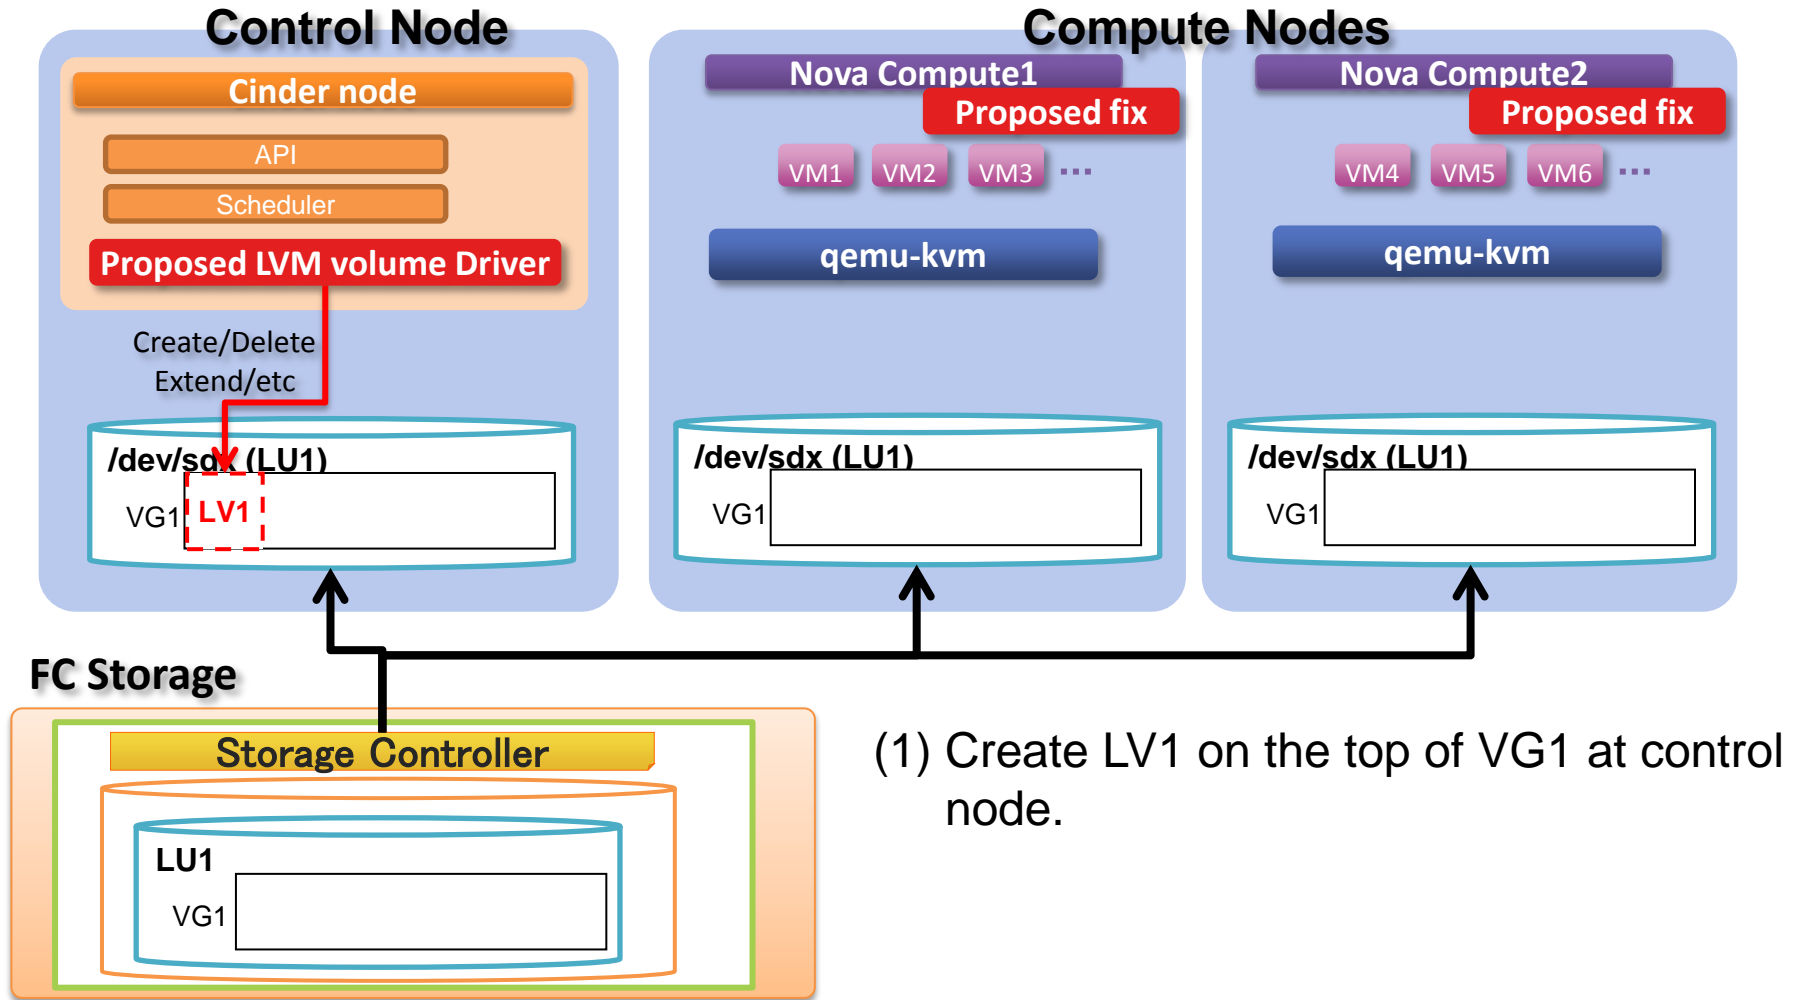 Control Node
Cinder node
API
Scheduler
Proposed LVM volume Driver
Create/Delete
Extend/etc
/dev/sdx (LU1)
VG1
LV1
Compute Nodes
Nova Compute1
Proposed fix
VM1 VM2 VM3 ...
qemu-kvm
/dev/sdx (LU1)
VG1
Nova Compute2
Proposed fix
VM4 VM5 VM6 ...
qemu-kvm
/dev/sdx (LU1)
VG1
FC Storage
Storage Controller
LU1
VG1
(1) Create LV1 on the top of VG1 at control
node.